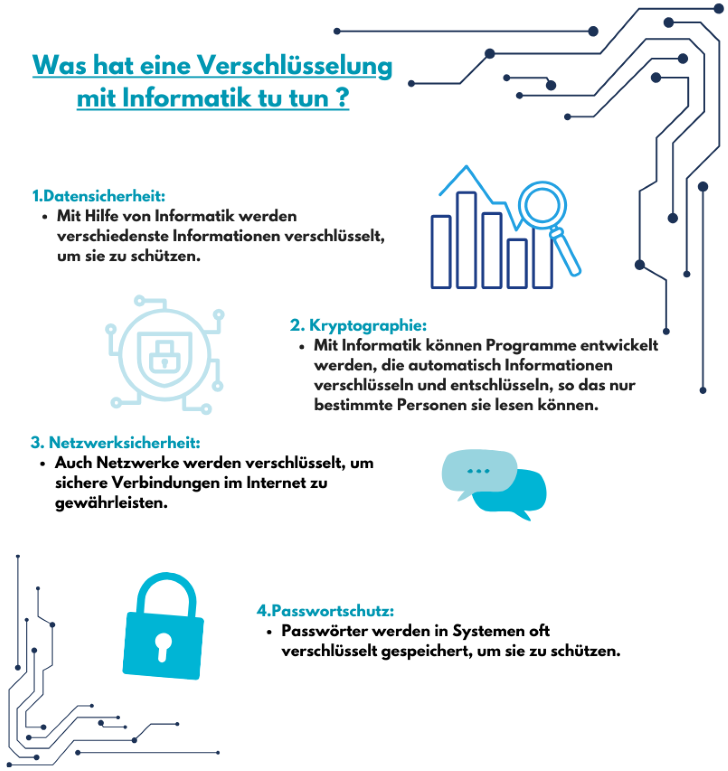 Was hat eine Verschlüsselung
mit Informatik tu tun ?
1.Datensicherheit:
• Mit Hilfe von Informatik werden
verschiedenste Informationen verschlüsselt,
um sie zu schützen.
2. Kryptographie:
• Mit Informatik können Programme entwickelt
werden, die automatisch Informationen
verschlüsseln und entschlüsseln, so das nur
bestimmte Personen sie lesen können.
3. Netzwerksicherheit:
• Auch Netzwerke werden verschlüsselt, um
sichere Verbindungen im Internet zu
gewährleisten.
4.Passwortschutz:
• Passwörter werden in Systemen oft
verschlüsselt gespeichert, um sie zu schützen.